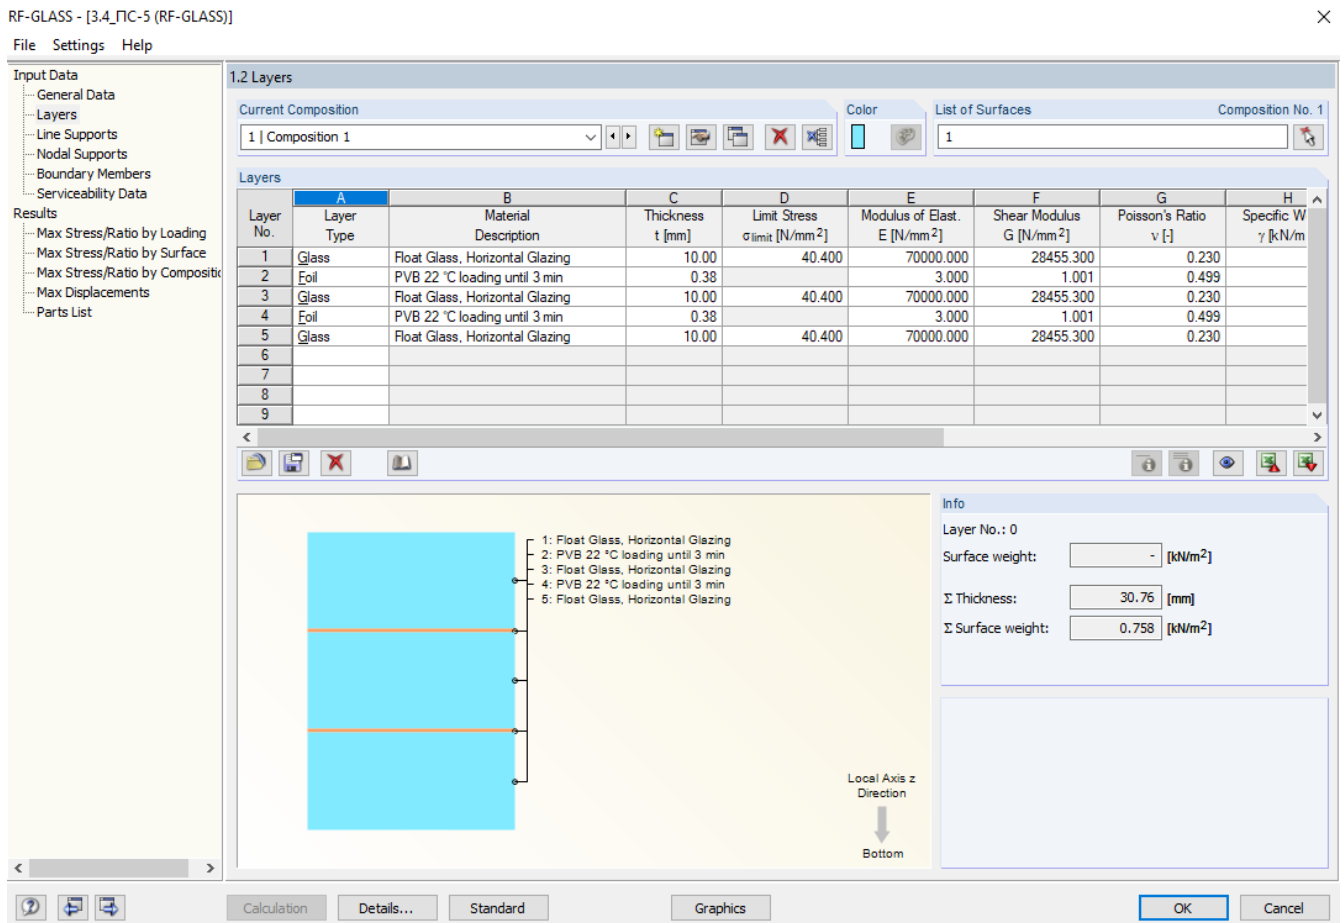 RF-GLASS - [3.4_ПС-5 (RF-GLASS)]
File Settings Help
Input Data
General Data
Layers
Line Supports
Nodal Supports
Boundary Members
Serviceability Data
Results
Max Stress/Ratio by Loading
Max Stress/Ratio by Surface
Max Stress/Ratio by Compositic
Max Displacements
Parts List
1.2 Layers
Current Composition
1 | Composition 1
Color
List of Surfaces
Composition No. 1
1
Layers
A B C D E F G H
Layer Layer Material Thickness Limit Stress Modulus of Elast. Shear Modulus Poisson's Ratio Specific W
No. Type Description t [mm] σlimit [N/mm2] E [N/mm2] G [N/mm2] ν [-] γ [kN/m
1 Glass Float Glass, Horizontal Glazing 10.00 40.400 70000.000 28455.300 0.230
2 Foil PVB 22 °C loading until 3 min 0.38 3.000 1.001 0.499
3 Glass Float Glass, Horizontal Glazing 10.00 40.400 70000.000 28455.300 0.230
4 Foil PVB 22 °C loading until 3 min 0.38 3.000 1.001 0.499
5 Glass Float Glass, Horizontal Glazing 10.00 40.400 70000.000 28455.300 0.230
6
7
8
9
1: Float Glass, Horizontal Glazing
2: PVB 22 °C loading until 3 min
3: Float Glass, Horizontal Glazing
4: PVB 22 °C loading until 3 min
5: Float Glass, Horizontal Glazing
Local Axis z
Direction
Bottom
Info
Layer No.: 0
Surface weight: - [kN/m2]
Σ Thickness: 30.76 [mm]
Σ Surface weight: 0.758 [kN/m2]
Calculation Details... Standard Graphics OK Cancel